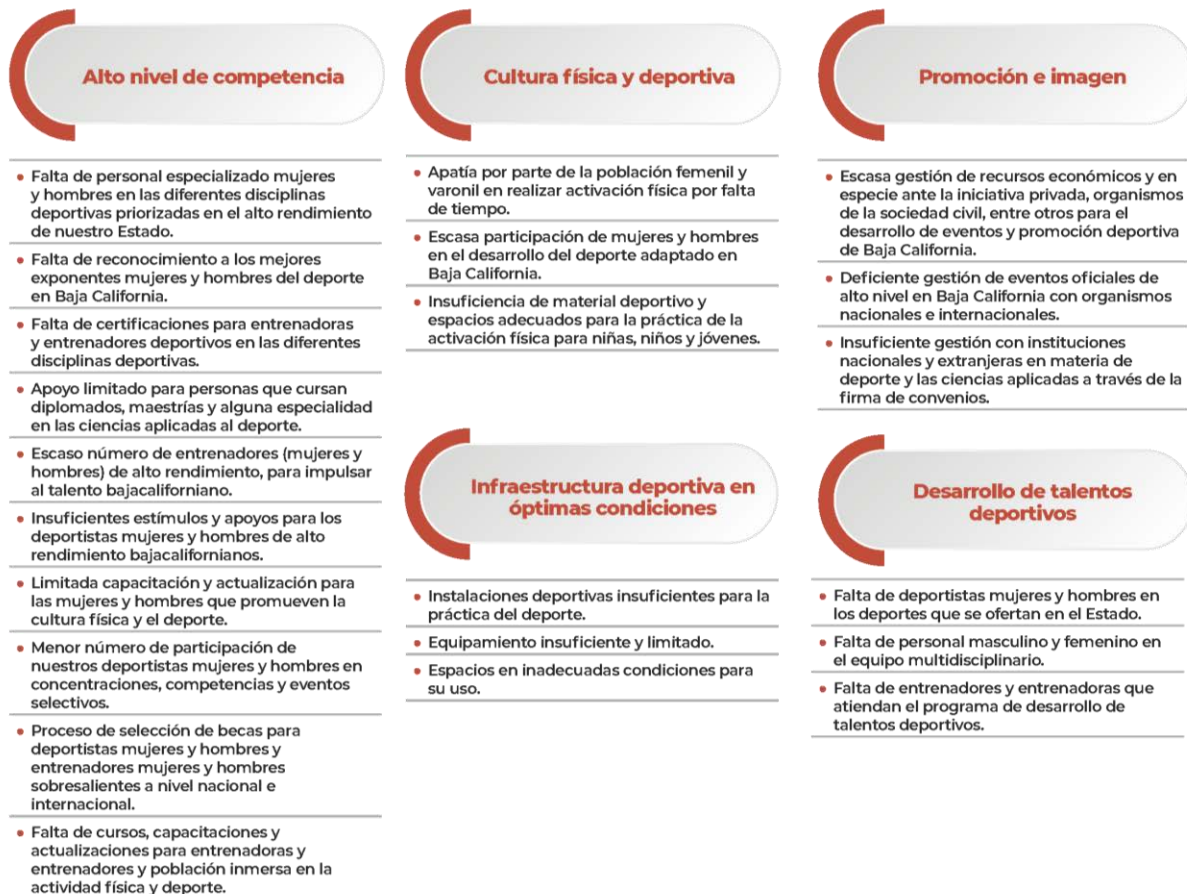 Alto nivel de competencia
• Falta de personal especializado mujeres
y hombres en las diferentes disciplinas
deportivas priorizadas en el alto rendimiento
de nuestro Estado.
• Falta de reconocimiento a los mejores
exponentes mujeres y hombres del deporte
en Baja California.
• Falta de certificaciones para entrenadoras
y entrenadores deportivos en las diferentes
disciplinas deportivas.
• Apoyo limitado para personas que cursan
diplomados, maestrías y alguna especialidad
en las ciencias aplicadas al deporte.
• Escaso número de entrenadores (mujeres y
hombres) de alto rendimiento, para impulsar
al talento bajacaliforniano.
• Insuficientes estímulos y apoyos para los
deportistas mujeres y hombres de alto
rendimiento bajacalifornianos.
• Limitada capacitación y actualización para
las mujeres y hombres que promueven la
cultura física y el deporte.
• Menor número de participación de
nuestros deportistas mujeres y hombres en
concentraciones, competencias y eventos
selectivos.
• Proceso de selección de becas para
deportistas mujeres y hombres y
entrenadores mujeres y hombres
sobresalientes a nivel nacional e
internacional.
• Falta de cursos, capacitaciones y
actualizaciones para entrenadoras y
entrenadores y población inmersa en la
actividad física y deporte.
Cultura física y deportiva
• Apatía por parte de la población femenil y
varonil en realizar activación física por falta
de tiempo.
• Escasa participación de mujeres y hombres
en el desarrollo del deporte adaptado en
Baja California.
• Insuficiencia de material deportivo y
espacios adecuados para la práctica de la
activación física para niñas, niños y jóvenes.
Infraestructura deportiva en
óptimas condiciones
• Instalaciones deportivas insuficientes para la
práctica del deporte.
• Equipamiento insuficiente y limitado.
• Espacios en inadecuadas condiciones para
su uso.
Promoción e imagen
• Escasa gestión de recursos económicos y en
especie ante la iniciativa privada, organismos
de la sociedad civil, entre otros para el
desarrollo de eventos y promoción deportiva
de Baja California.
• Deficiente gestión de eventos oficiales de
alto nivel en Baja California con organismos
nacionales e internacionales.
• Insuficiente gestión con instituciones
nacionales y extranjeras en materia de
deporte y las ciencias aplicadas a través de la
firma de convenios.
Desarrollo de talentos
deportivos
• Falta de deportistas mujeres y hombres en
los deportes que se ofertan en el Estado.
• Falta de personal masculino y femenino en
el equipo multidisciplinario.
• Falta de entrenadores y entrenadoras que
atiendan el programa de desarrollo de
talentos deportivos.